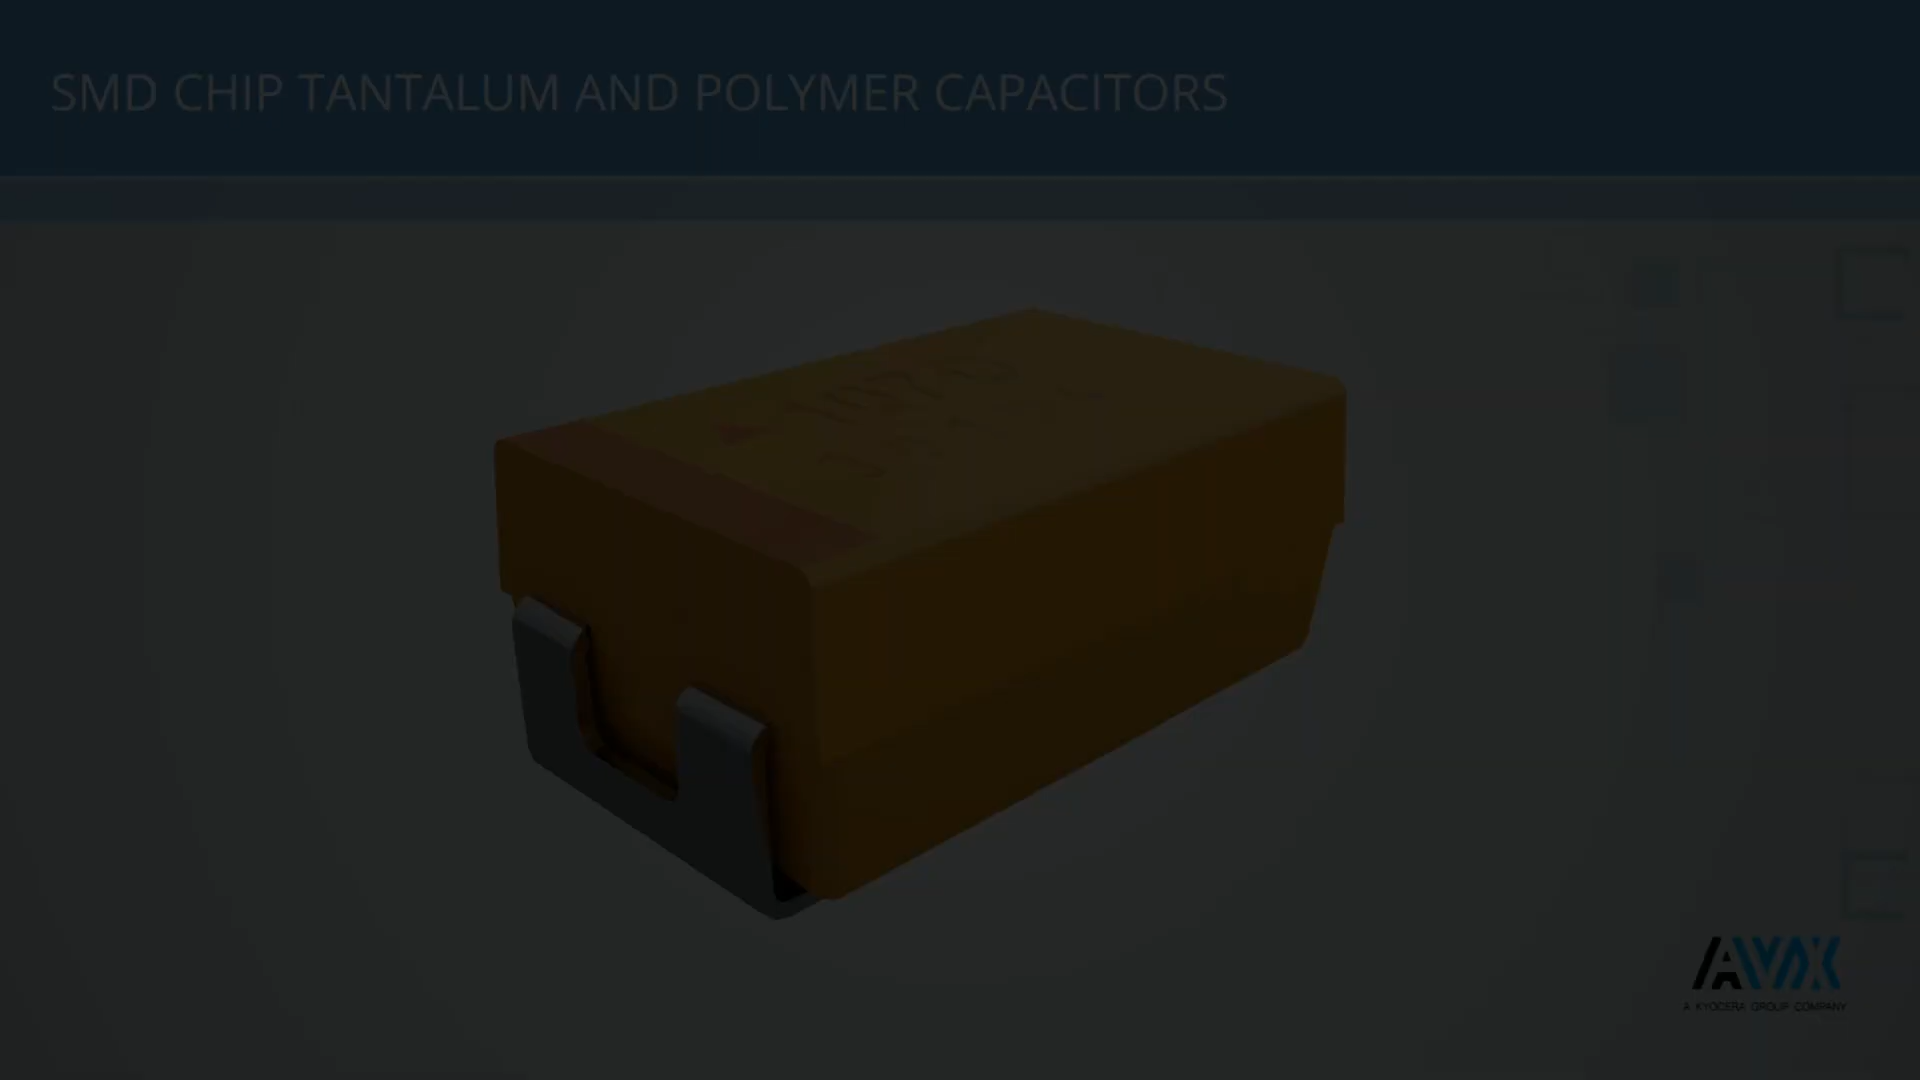 SMD CHIP TANTALUM AND POLYMER CAPACITORS
AVX
A KYOCERA GROUP COMPANY